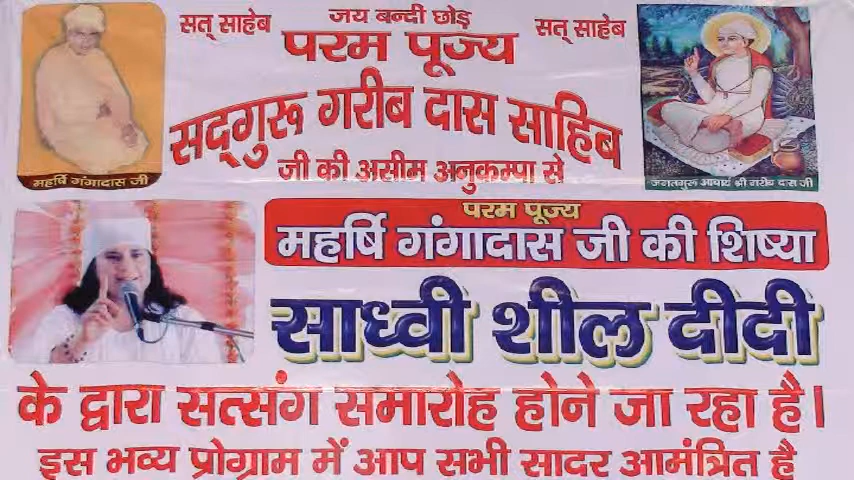 सत् साहेब
जय बन्दी छोड़
सत् साहेब
परम पूज्य
सद्गुरू गरीब दास साहिब
जी की असीम अनुकम्पा से
महर्षि गंगादास जी
जगतगुरू आचार्य श्री गरीब दास जी
परम पूज्य
महर्षि गंगादास जी की शिष्या
साध्वी शील दीदी
के द्वारा सत्संग समारोह होने जा रहा है।
इस भव्य प्रोग्राम में आप सभी सादर आमंत्रित है